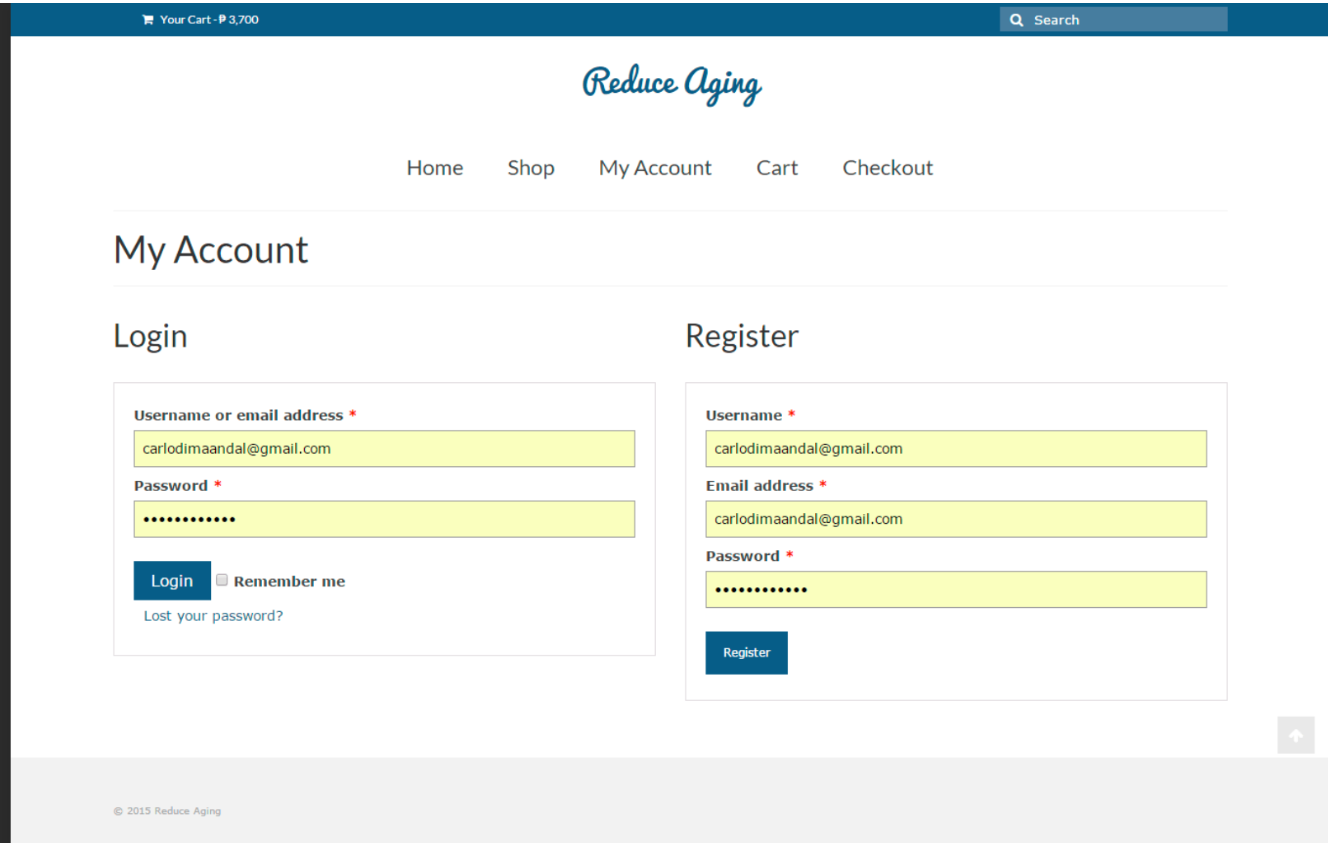 Your Cart - ₱ 3,700
Search
Reduce Aging
Home Shop My Account Cart Checkout
My Account
Login
Username or email address *
carlodimaandal@gmail.com
Password *
••••••••••••
Login Remember me
Lost your password?
Register
Username *
carlodimaandal@gmail.com
Email address *
carlodimaandal@gmail.com
Password *
••••••••••••
Register
© 2015 Reduce Aging